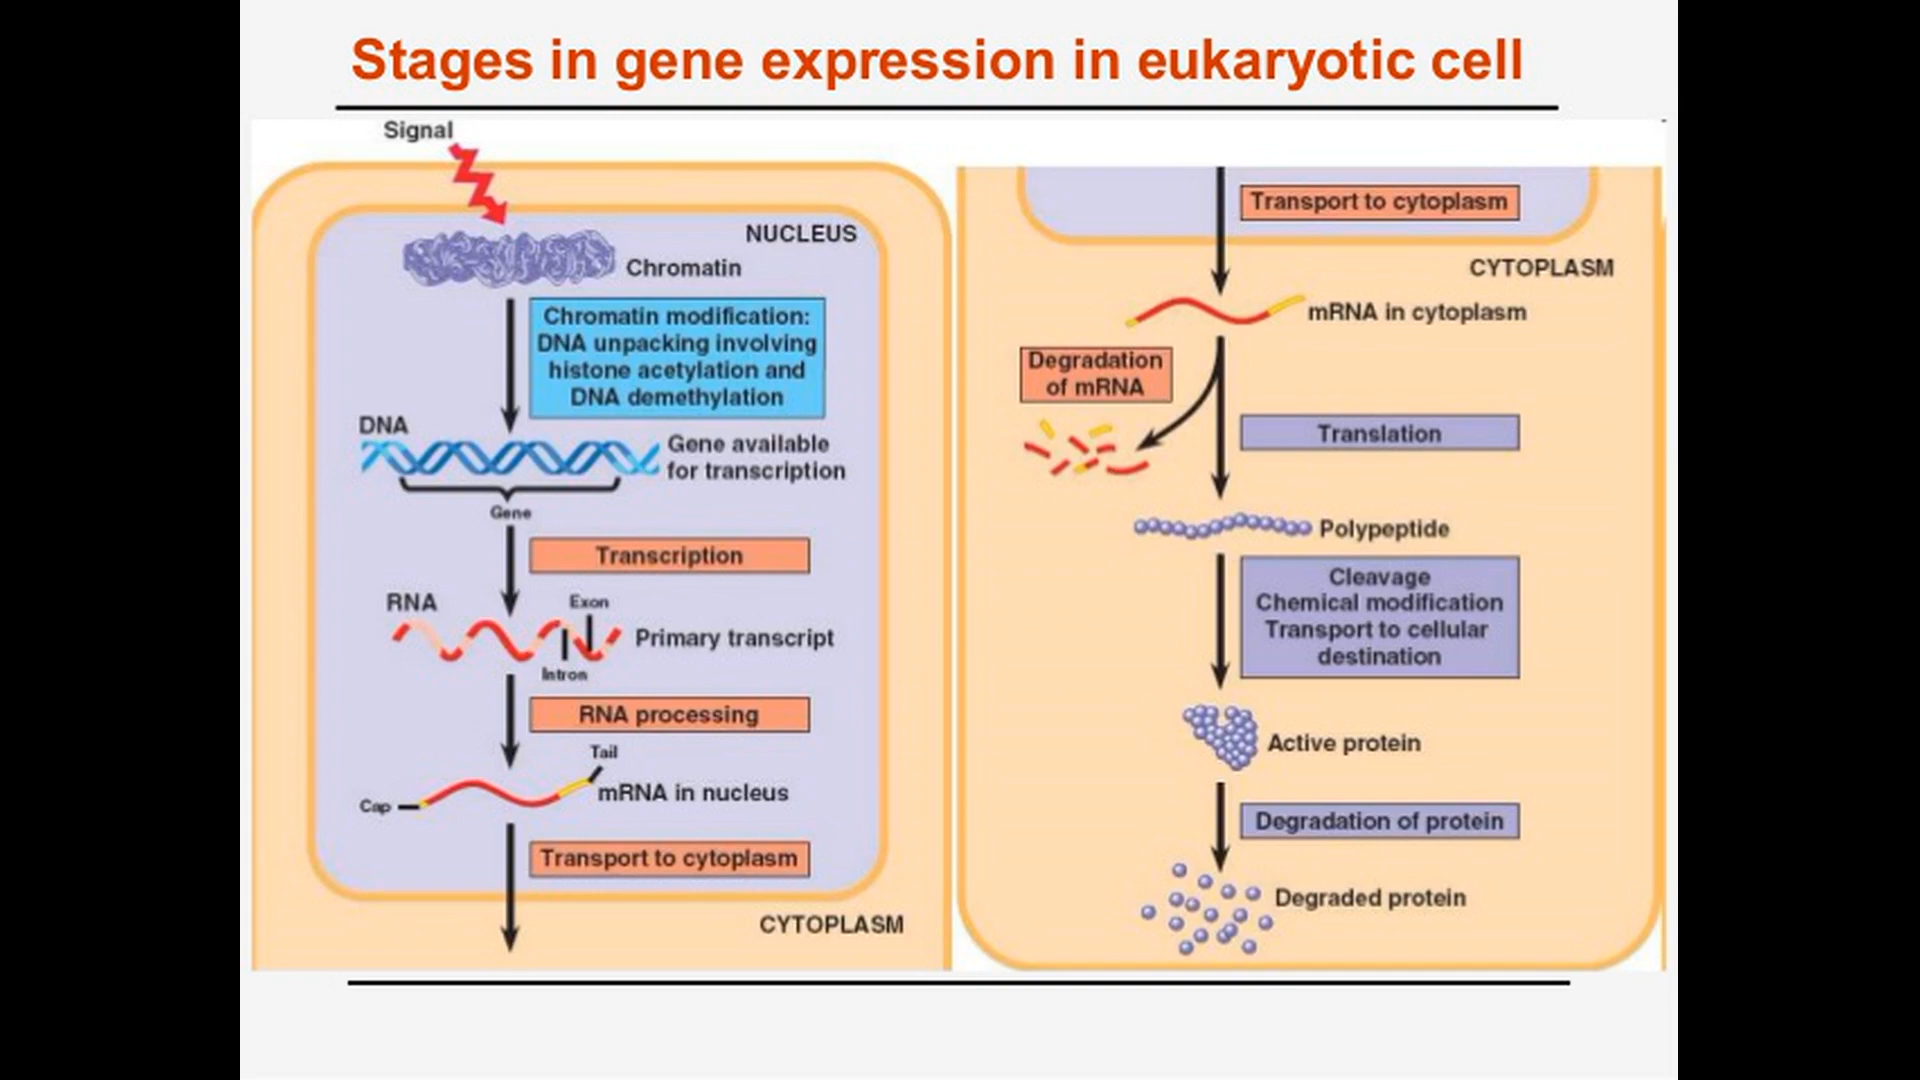 Stages in gene expression in eukaryotic cell
Signal
NUCLEUS
Chromatin
Chromatin modification:
DNA unpacking involving
histone acetylation and
DNA demethylation
DNA
Gene available
for transcription
Gene
Transcription
RNA
Exon
Primary transcript
Intron
RNA processing
Tail
mRNA in nucleus
Cap
Transport to cytoplasm
CYTOPLASM
Transport to cytoplasm
CYTOPLASM
mRNA in cytoplasm
Degradation
of mRNA
Translation
Polypeptide
Cleavage
Chemical modification
Transport to cellular
destination
Active protein
Degradation of protein
Degraded protein